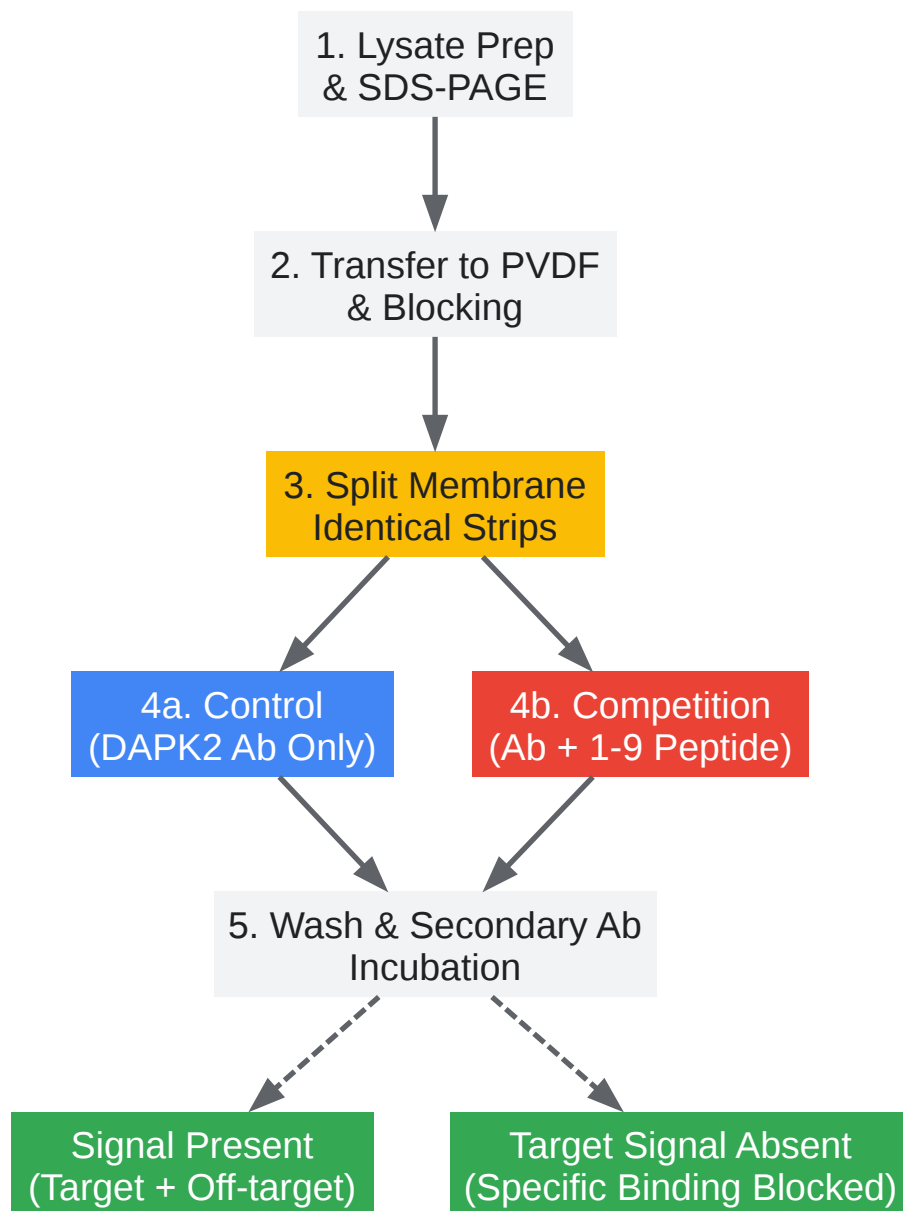 1. Lysate Prep
& SDS-PAGE
2. Transfer to PVDF
& Blocking
3. Split Membrane
Identical Strips
4a. Control
(DAPK2 Ab Only)
4b. Competition
(Ab + 1-9 Peptide)
5. Wash & Secondary Ab
Incubation
Signal Present
(Target + Off-target)
Target Signal Absent
(Specific Binding Blocked)